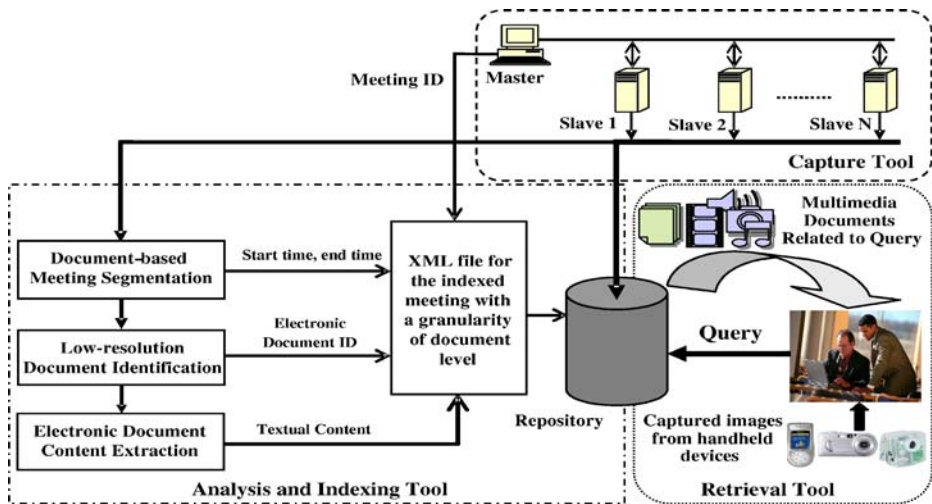 Meeting ID
Master
Slave 1
Slave 2
Slave N
Capture Tool
Document-based
Meeting Segmentation
Start time, end time
XML file for
the indexed
meeting with
a granularity
of document
level
Low-resolution
Document Identification
Electronic
Document ID
Electronic Document
Content Extraction
Textual Content
Analysis and Indexing Tool
Repository
Multimedia
Documents
Related to Query
Query
Captured images
from handheld
devices
Retrieval Tool